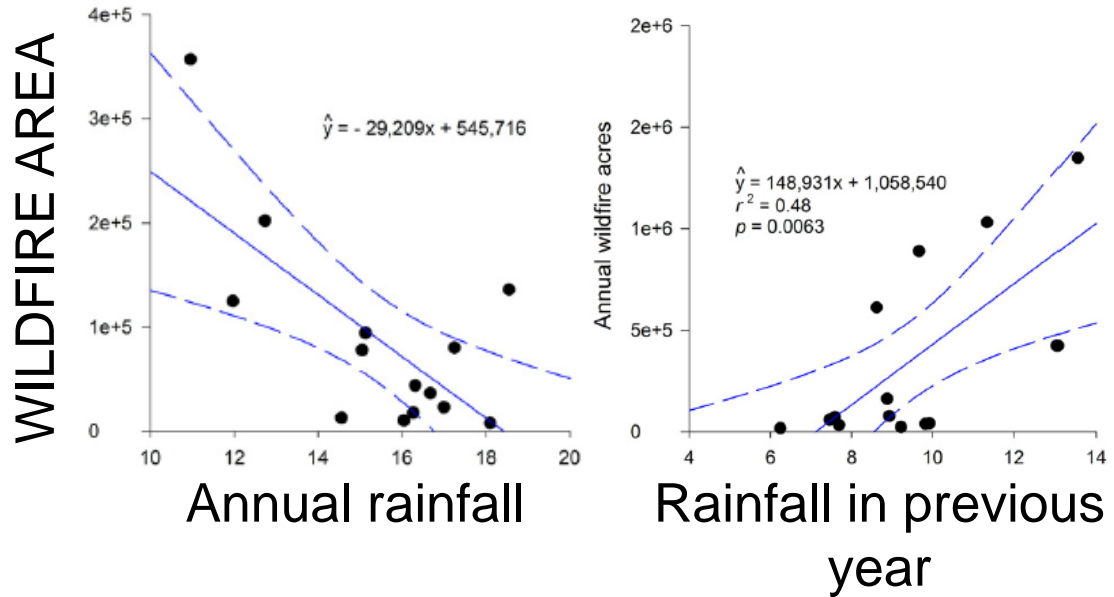 WILDFIRE AREA
4e+5
3e+5
2e+5
1e+5
0
10 12 14 16 18 20
ŷ = - 29,209x + 545,716
Annual rainfall
Annual wildfire acres
2e+6
2e+6
1e+6
5e+5
0
4 6 8 10 12 14
ŷ = 148,931x + 1,058,540
r² = 0.48
p = 0.0063
Rainfall in previous
year